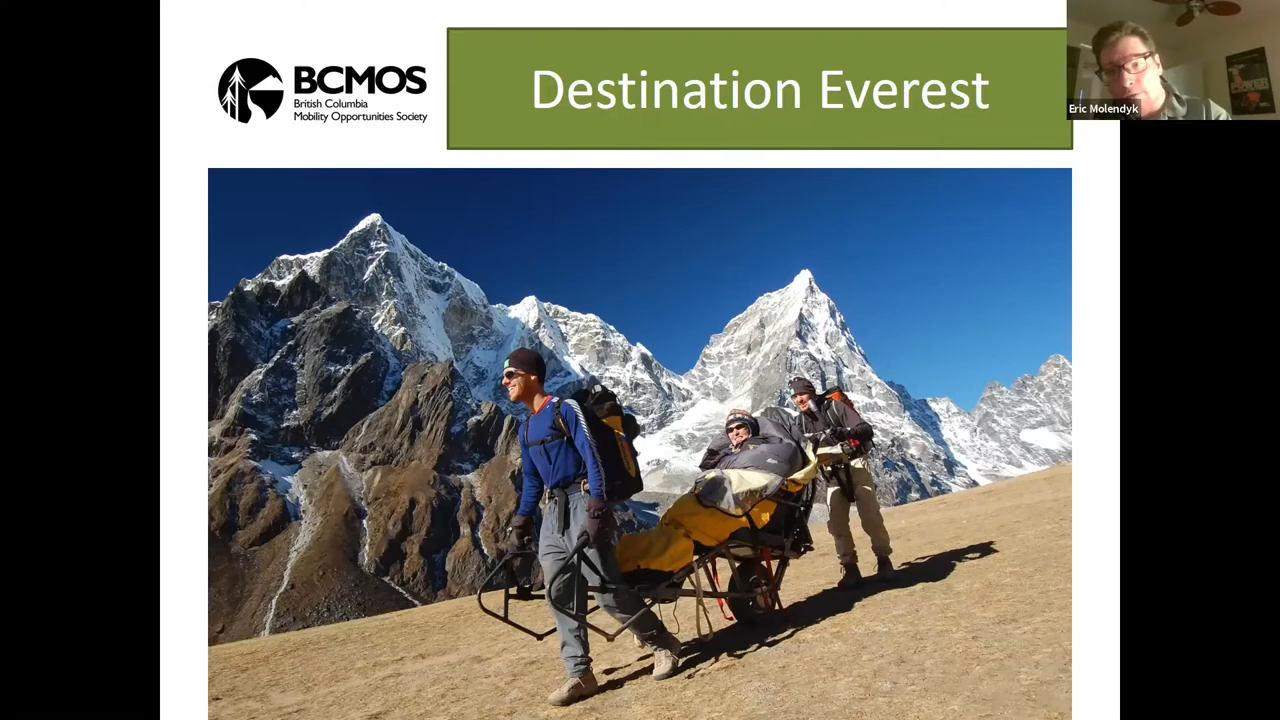 BCMOS
British Columbia
Mobility Opportunities Society
Destination Everest
Eric Molendyk